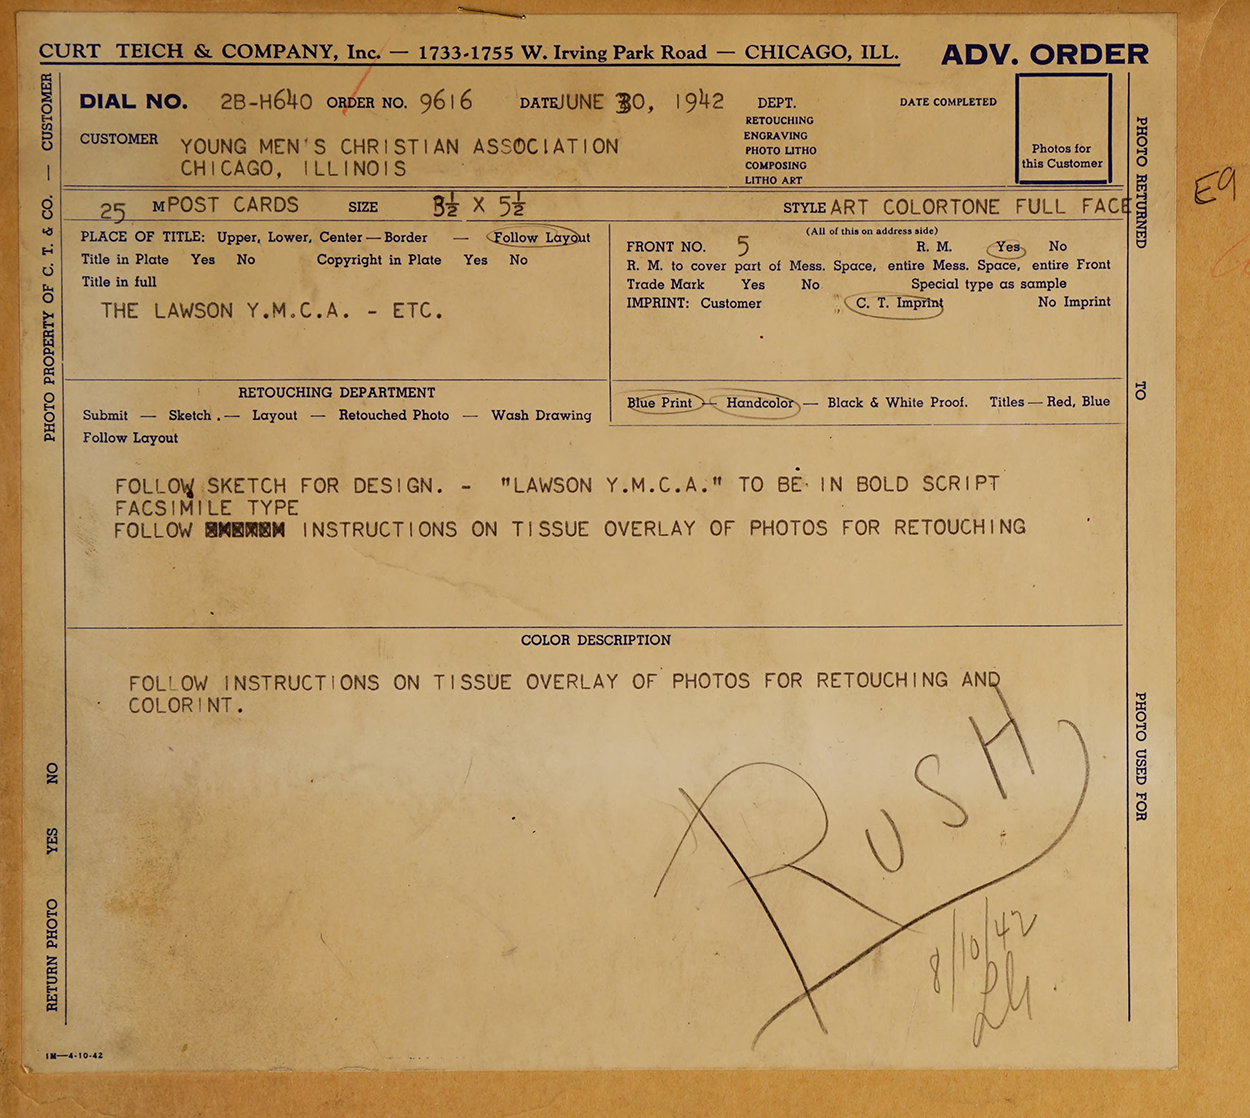 CURT TEICH & COMPANY, Inc. — 1733-1755 W. Irving Park Road — CHICAGO, ILL. ADV. ORDER
DIAL NO. 2B-H640 ORDER NO. 9616 DATE JUNE 30, 1942 DEPT. DATE COMPLETED
RETOUCHING
ENGRAVING
PHOTO LITHO
COMPOSING
LITHO ART
Photos for
this Customer
CUSTOMER YOUNG MEN'S CHRISTIAN ASSOCIATION
CHICAGO, ILLINOIS
25 M POST CARDS SIZE 3½ X 5½ STYLE ART COLORTONE FULL FACE
PLACE OF TITLE: Upper, Lower, Center — Border — Follow Layout
Title in Plate Yes No Copyright in Plate Yes No
Title in full
THE LAWSON Y.M.C.A. - ETC.
(All of this on address side)
FRONT NO. 5 R. M. Yes No
R. M. to cover part of Mess. Space, entire Mess. Space, entire Front
Trade Mark Yes No Special type as sample
IMPRINT: Customer C. T. Imprint No Imprint
RETOUCHING DEPARTMENT
Submit — Sketch . — Layout — Retouched Photo — Wash Drawing
Follow Layout
Blue Print — Handcolor — Black & White Proof. Titles — Red, Blue
FOLLOW SKETCH FOR DESIGN. - "LAWSON Y.M.C.A." TO BE IN BOLD SCRIPT
FACSIMILE TYPE
FOLLOW INSTRUCTIONS ON TISSUE OVERLAY OF PHOTOS FOR RETOUCHING
COLOR DESCRIPTION
FOLLOW INSTRUCTIONS ON TISSUE OVERLAY OF PHOTOS FOR RETOUCHING AND
COLORINT.
RUSH
8/10/42
1M—4-10-42
PHOTO PROPERTY OF C. T. & CO. — CUSTOMER
RETURN PHOTO YES NO
PHOTO RETURNED TO
PHOTO USED FOR
E9